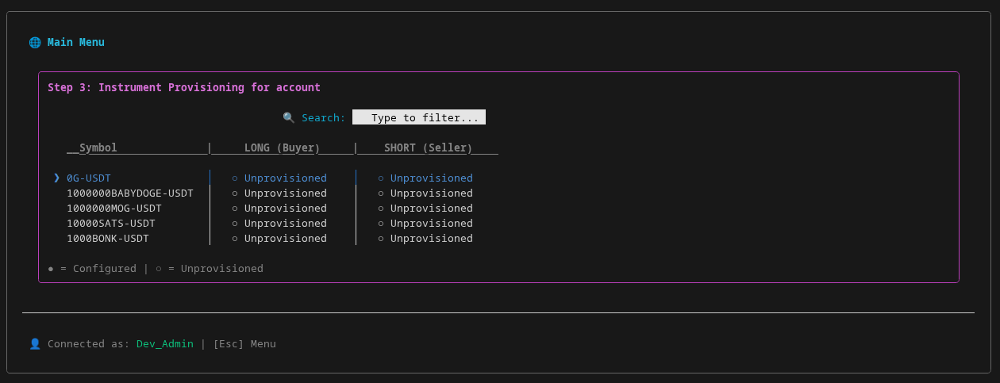 🌐 Main Menu
Step 3: Instrument Provisioning for account
🔍 Search: Type to filter...
__Symbol | LONG (Buyer) | SHORT (Seller)
❯ 0G-USDT │ ○ Unprovisioned │ ○ Unprovisioned
1000000BABYDOGE-USDT │ ○ Unprovisioned │ ○ Unprovisioned
1000000MOG-USDT │ ○ Unprovisioned │ ○ Unprovisioned
10000SATS-USDT │ ○ Unprovisioned │ ○ Unprovisioned
1000BONK-USDT │ ○ Unprovisioned │ ○ Unprovisioned
● = Configured | ○ = Unprovisioned
👤 Connected as: Dev_Admin | [Esc] Menu